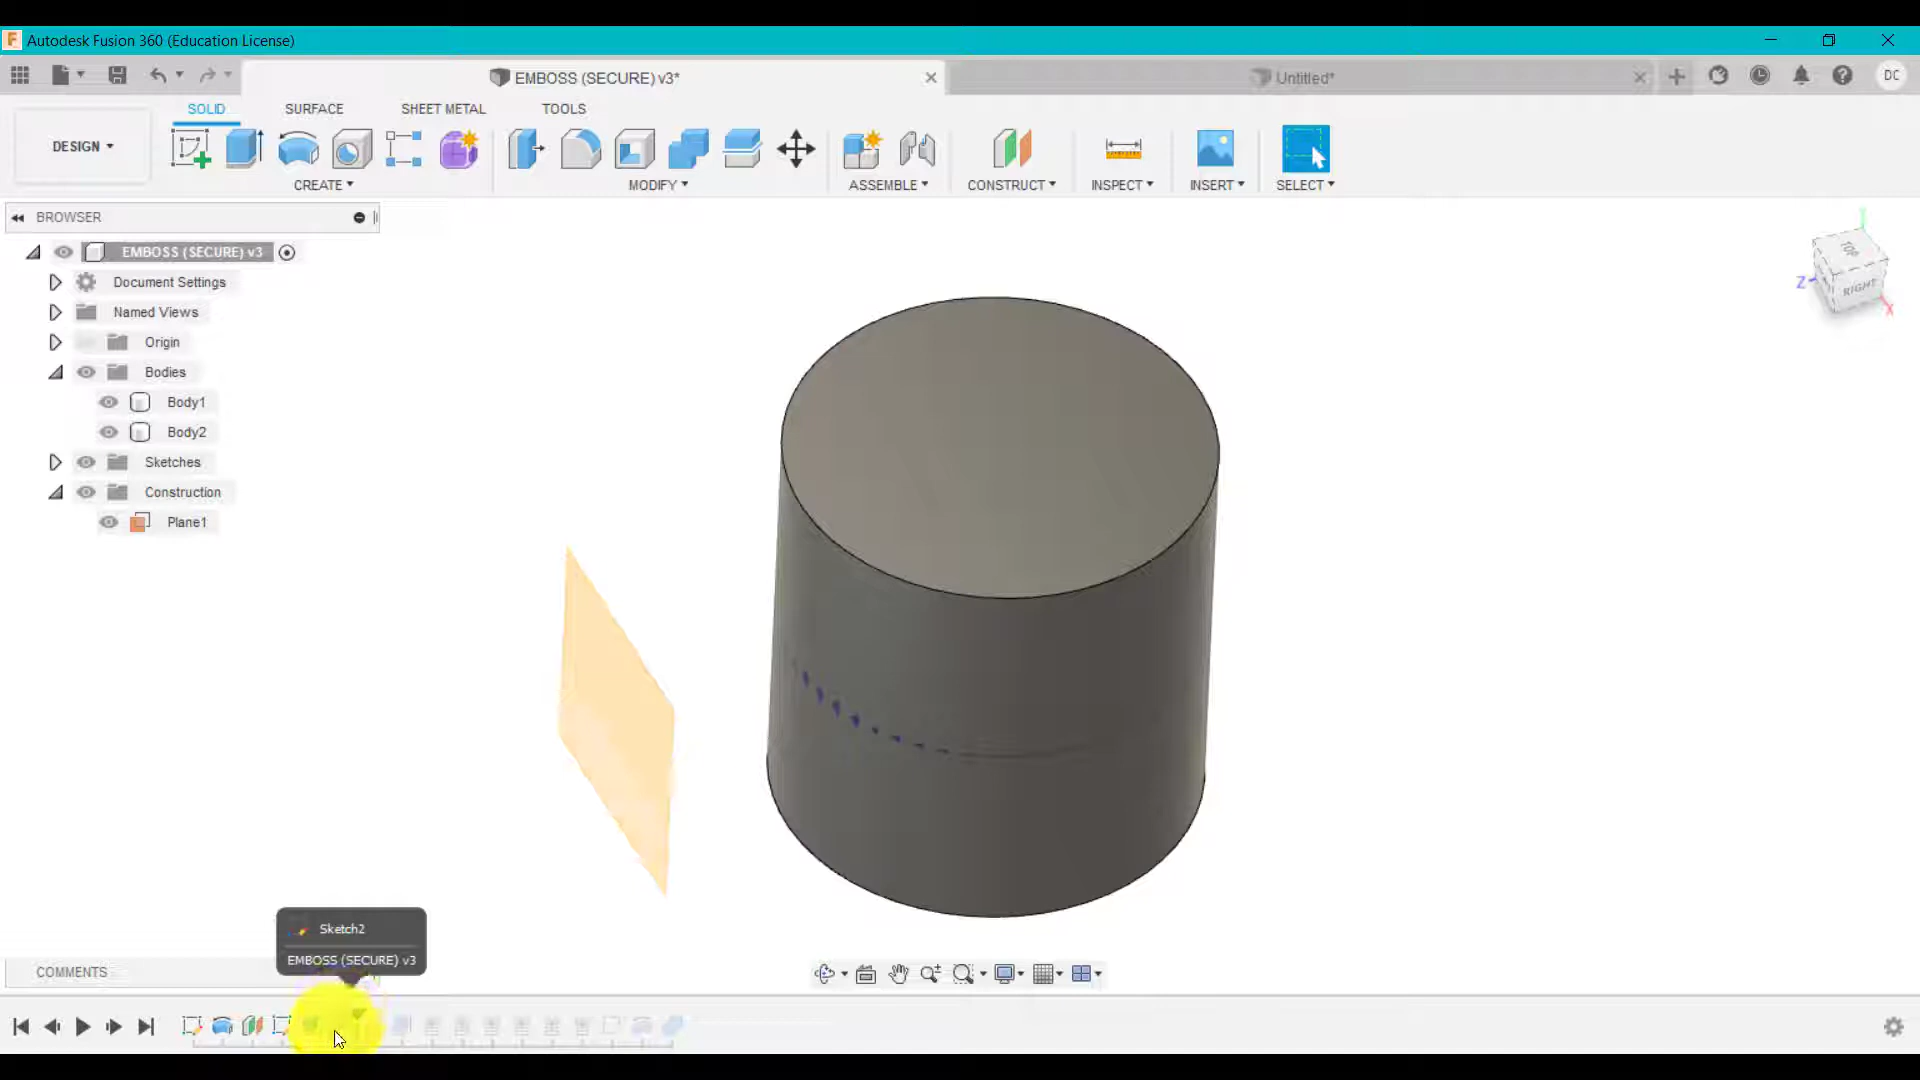 Autodesk Fusion 360 (Education License)
EMBOSS (SECURE) v3*
Untitled*
DC
SOLID
SURFACE
SHEET METAL
TOOLS
DESIGN
CREATE
MODIFY
ASSEMBLE
CONSTRUCT
INSPECT
INSERT
SELECT
BROWSER
EMBOSS (SECURE) v3
Document Settings
Named Views
Origin
Bodies
Body1
Body2
Sketches
Construction
Plane1
TOP
RIGHT
Z
X
Sketch2
EMBOSS (SECURE) v3
COMMENTS